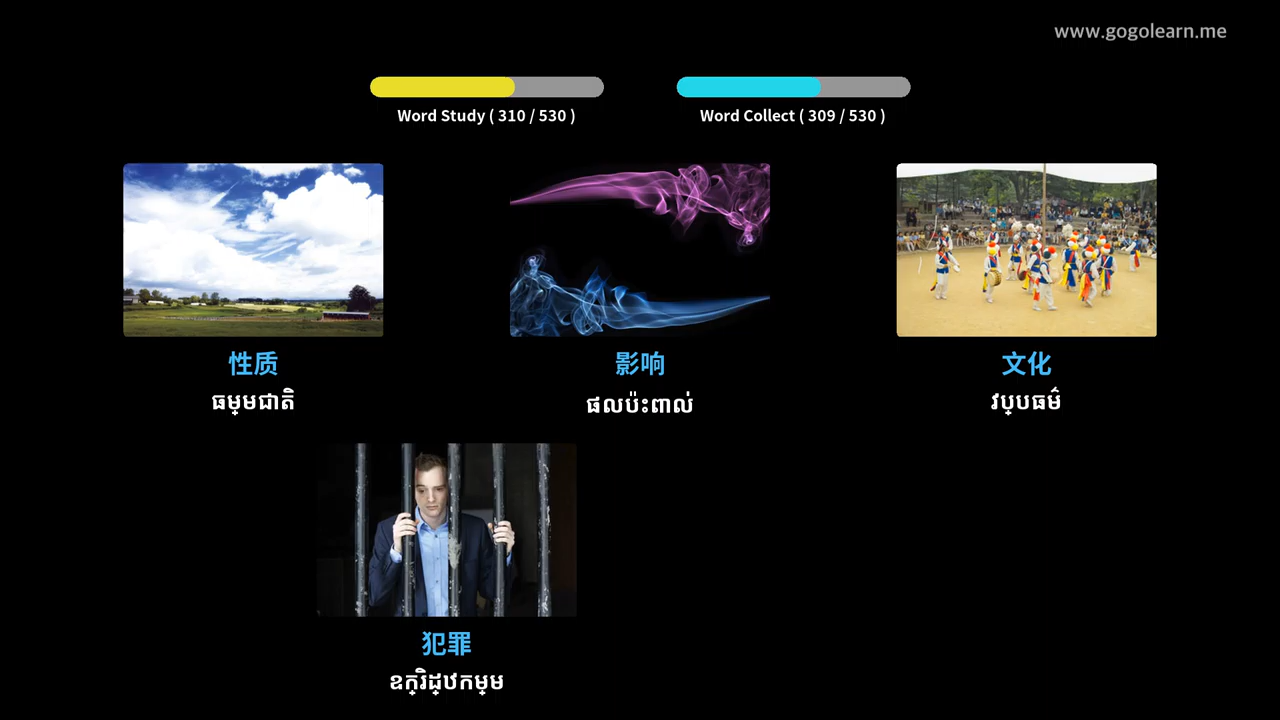 www.gogolearn.me
Word Study ( 310 / 530 )
Word Collect ( 309 / 530 )
性质
影响
文化
ធម្មជាតិ
ផលប៉ះពាល់
វប្បធម៌
犯罪
ឧក្រិដ្ឋកម្ម